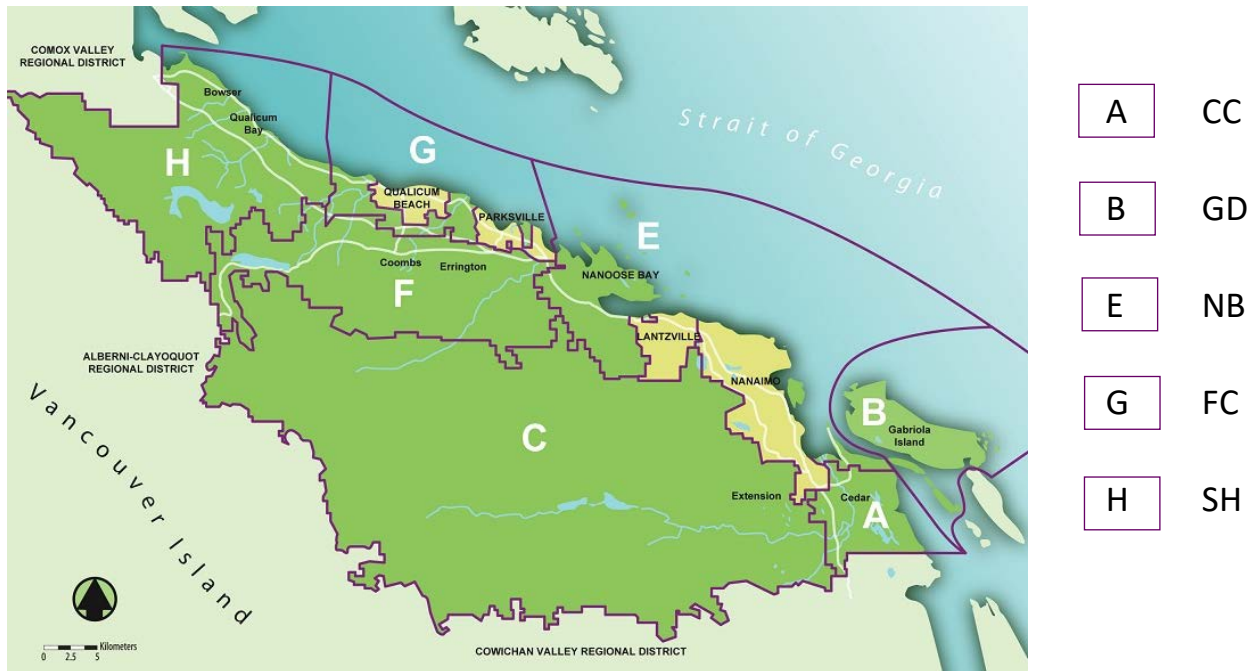 COMOX VALLEY
REGIONAL DISTRICT
Bowser
Qualicum
Bay
H
G
Strait of Georgia
QUALICUM
BEACH
PARKSVILLE
E
Coombs
Errington
NANOOSE BAY
F
LANTZVILLE
ALBERNI-CLAYOQUOT
REGIONAL DISTRICT
NANAIMO
Vancouver Island
C
B
Gabriola
Island
Extension
Cedar
A
Kilometers
0 2.5 5
COWICHAN VALLEY REGIONAL DISTRICT
A CC
B GD
E NB
G FC
H SH